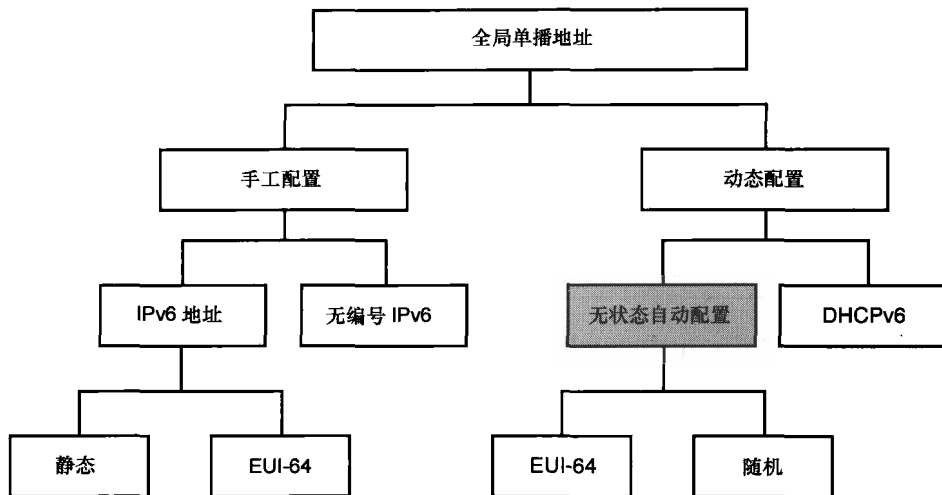 全局单播地址
手工配置
动态配置
IPv6 地址
无编号 IPv6
无状态自动配置
DHCPv6
静态
EUI-64
EUI-64
随机